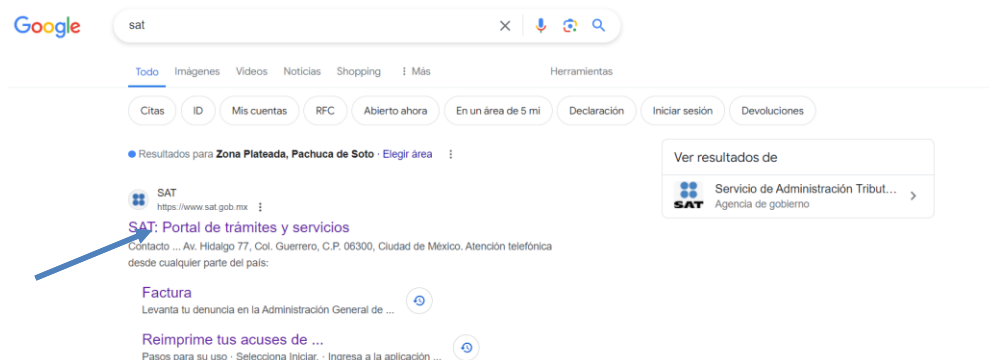 Google
sat
Todo Imágenes Videos Noticias Shopping Más Herramientas
Citas ID Mis cuentas RFC Abierto ahora En un área de 5 mi Declaración Iniciar sesión Devoluciones
Resultados para Zona Plateada, Pachuca de Soto · Elegir área
Ver resultados de
SAT
https://www.sat.gob.mx
SAT
Servicio de Administración Tribut...
Agencia de gobierno
SAT: Portal de trámites y servicios
Contacto ... Av. Hidalgo 77, Col. Guerrero, C.P. 06300, Ciudad de México. Atención telefónica
desde cualquier parte del país:
Factura
Levanta tu denuncia en la Administración General de ...
Reimprime tus acuses de ...
Pasos para su uso · Selecciona Iniciar. · Ingresa a la aplicación ...